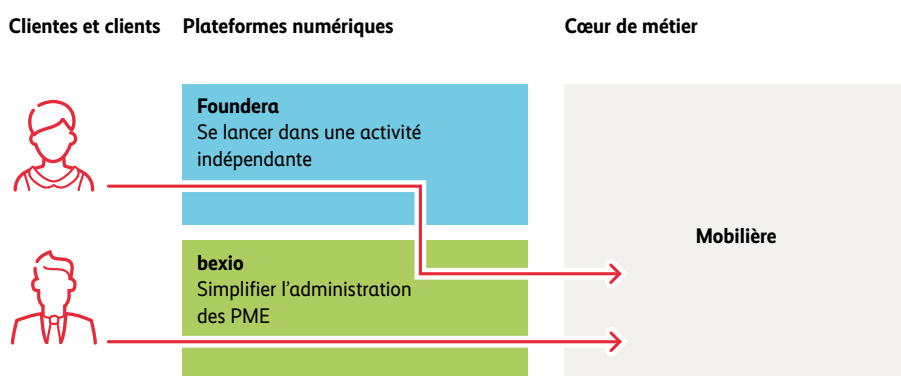 Clientes et clients
Plateformes numériques
Cœur de métier
Foundera
Se lancer dans une activité
indépendante
bexio
Simplifier l'administration
des PME
Mobilière